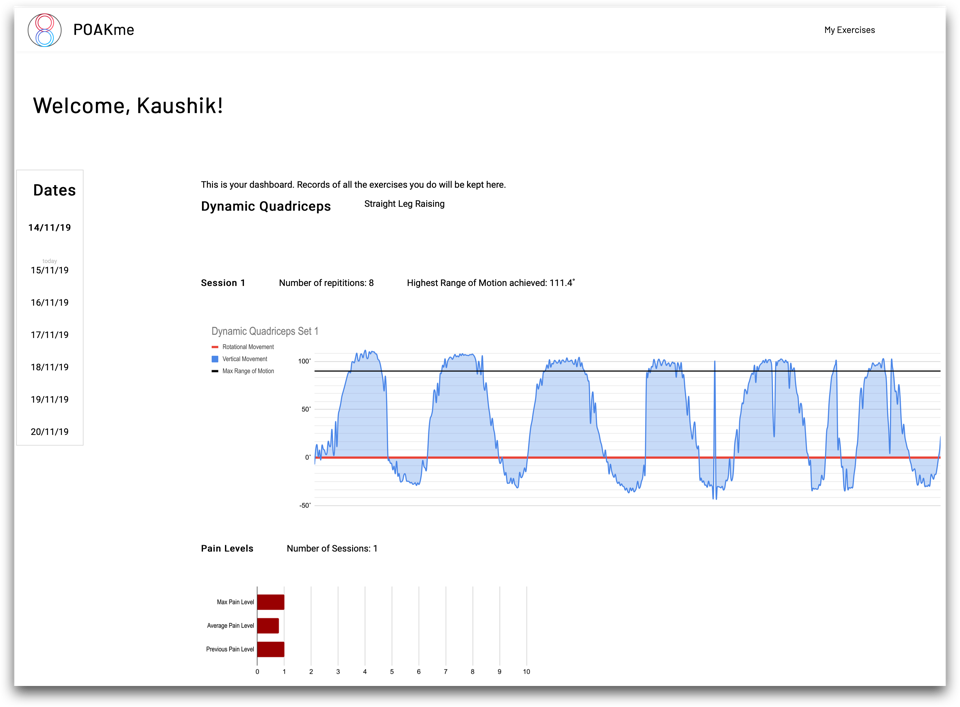 POAKme
My Exercises
Welcome, Kaushik!
Dates
14/11/19
today
15/11/19
16/11/19
17/11/19
18/11/19
19/11/19
20/11/19
This is your dashboard. Records of all the exercises you do will be kept here.
Dynamic Quadriceps Straight Leg Raising
Session 1 Number of repititions: 8 Highest Range of Motion achieved: 111.4°
Dynamic Quadriceps Set 1
Rotational Movement
Vertical Movement
Max Range of Motion
100°
50°
0°
-50°
Pain Levels Number of Sessions: 1
Max Pain Level
Average Pain Level
Previous Pain Level
0 1 2 3 4 5 6 7 8 9 10